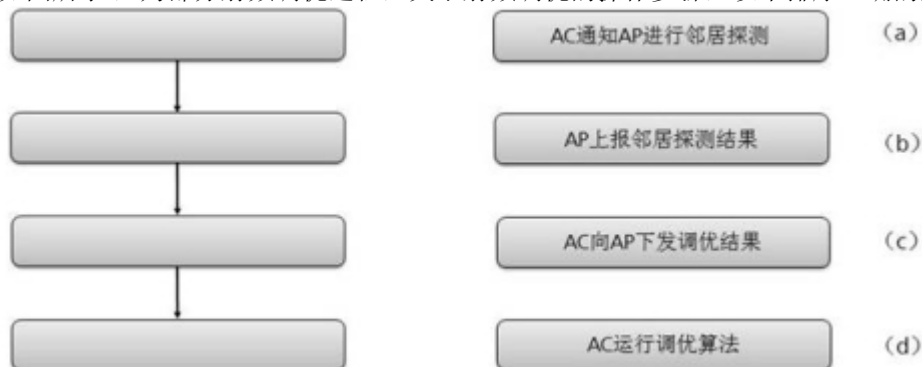 AC通知AP进行邻居探测 (a)
AP上报邻居探测结果 (b)
AC向AP下发调优结果 (c)
AC运行调优算法 (d)